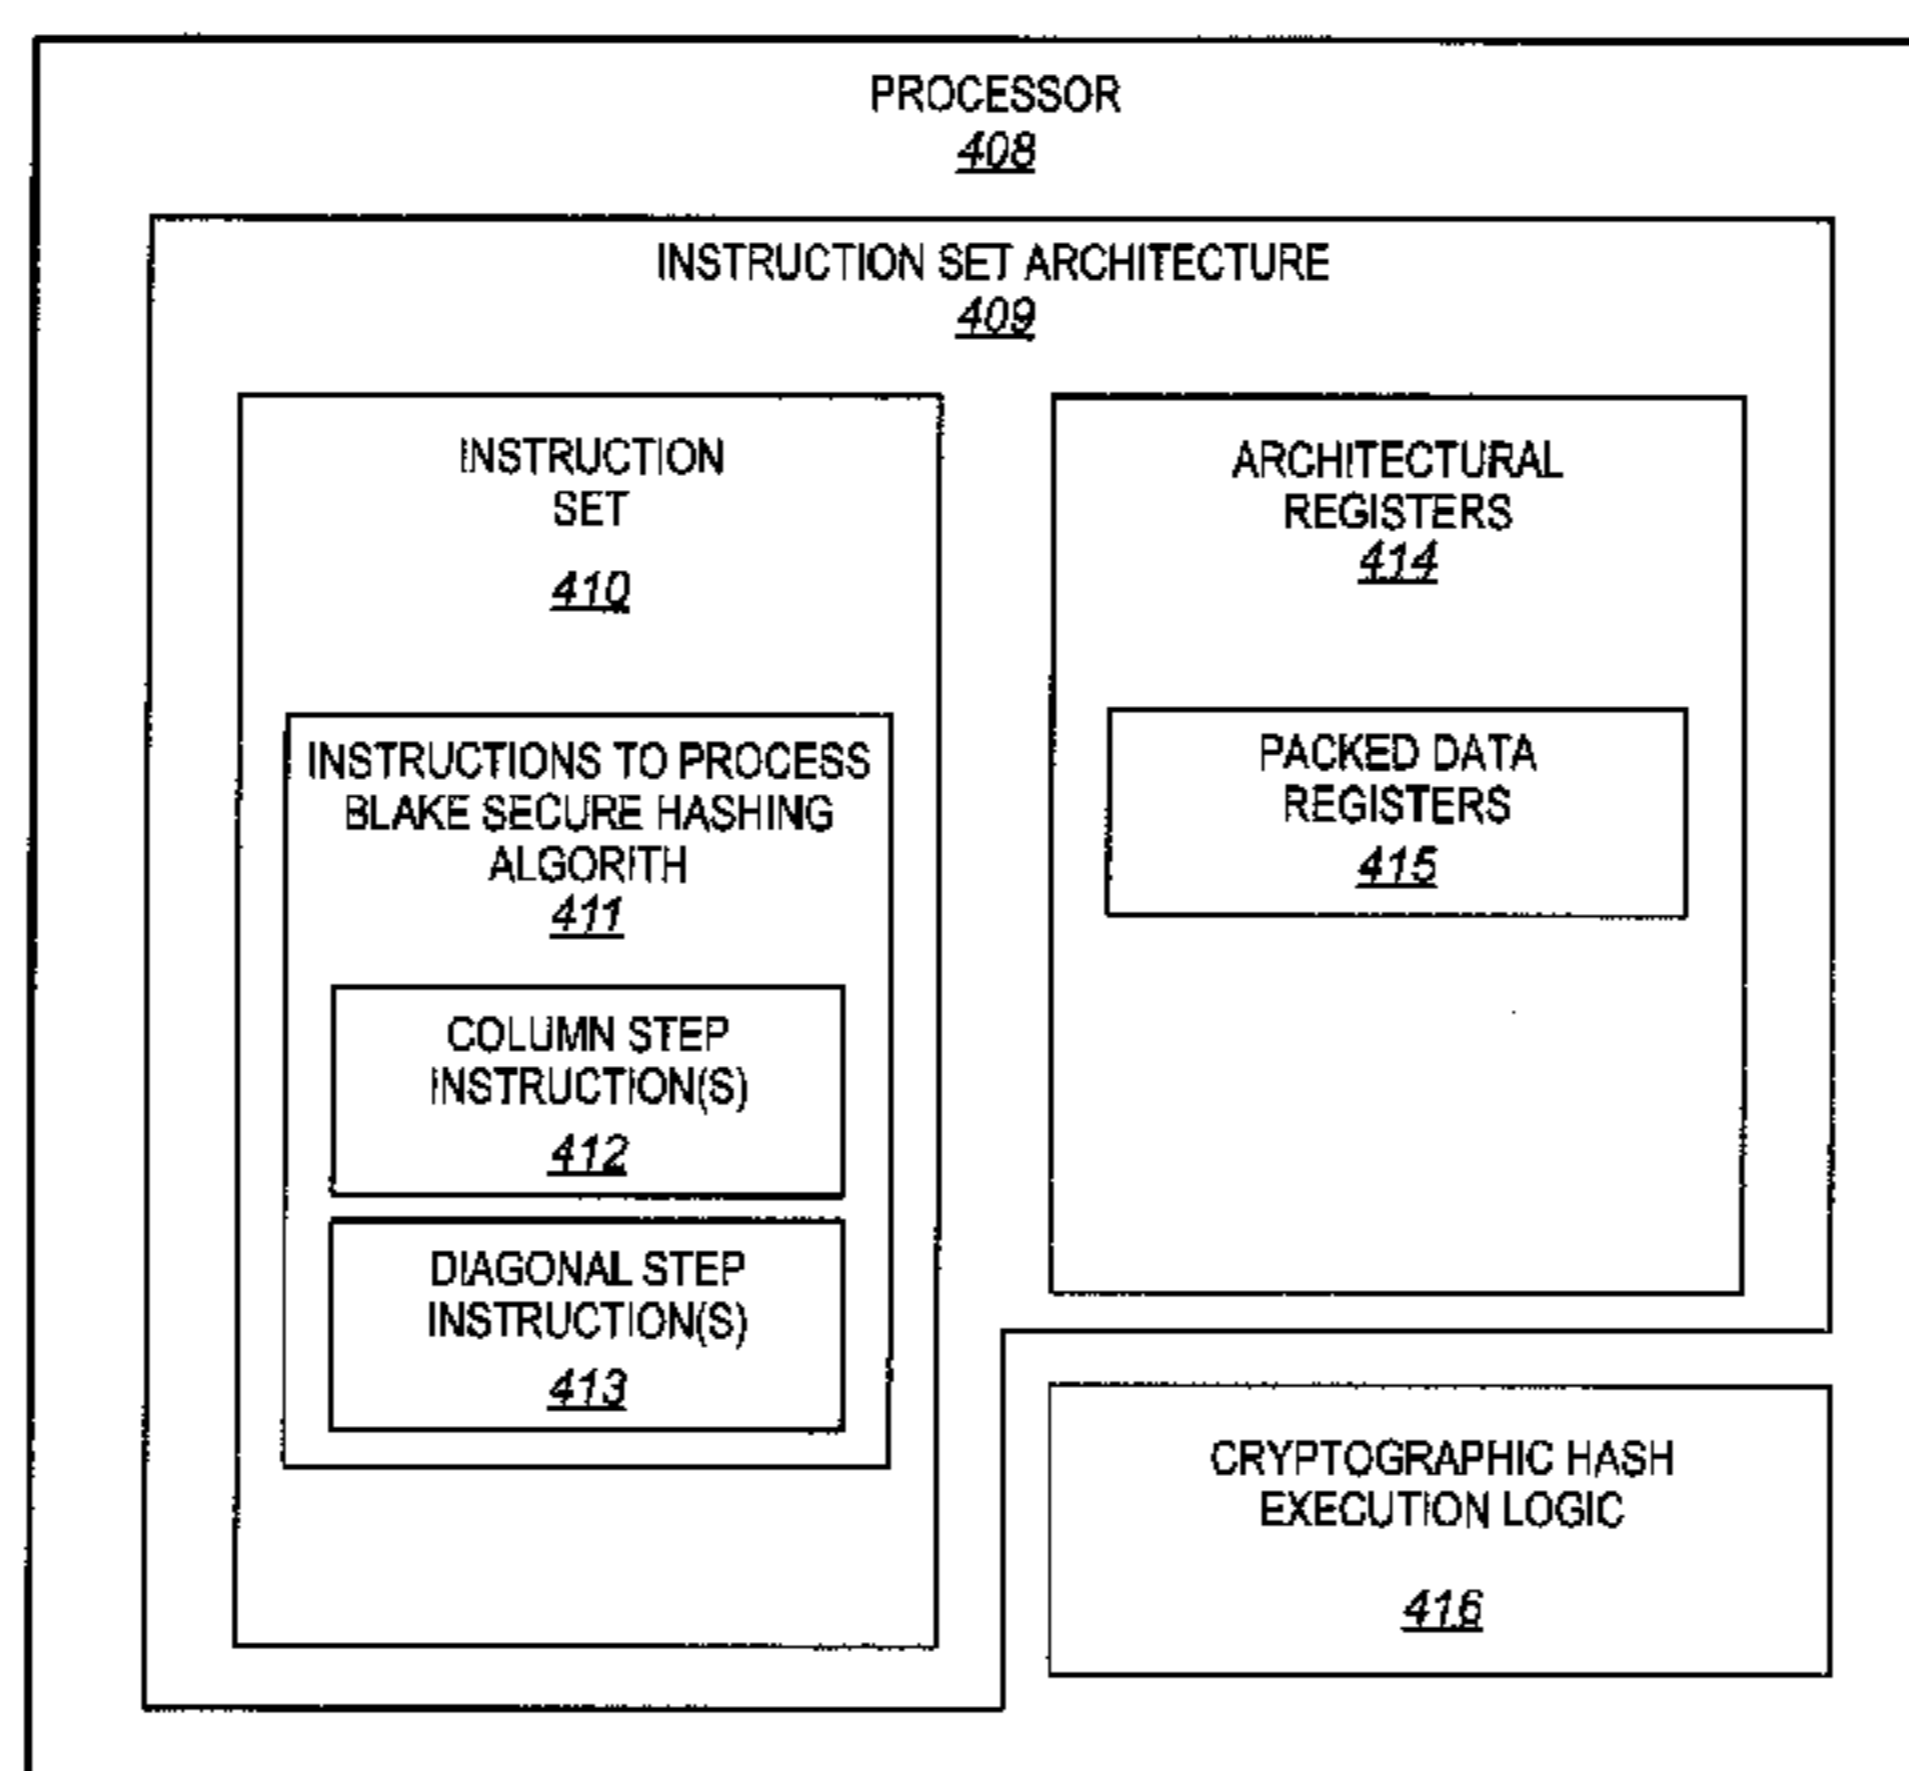 PROCESSOR
408
INSTRUCTION SET ARCHITECTURE
409
INSTRUCTION
SET
410
INSTRUCTIONS TO PROCESS
BLAKE SECURE HASHING
ALGORITH
411
COLUMN STEP
INSTRUCTION(S)
412
DIAGONAL STEP
INSTRUCTION(S)
413
ARCHITECTURAL
REGISTERS
414
PACKED DATA
REGISTERS
415
CRYPTOGRAPHIC HASH
EXECUTION LOGIC
416